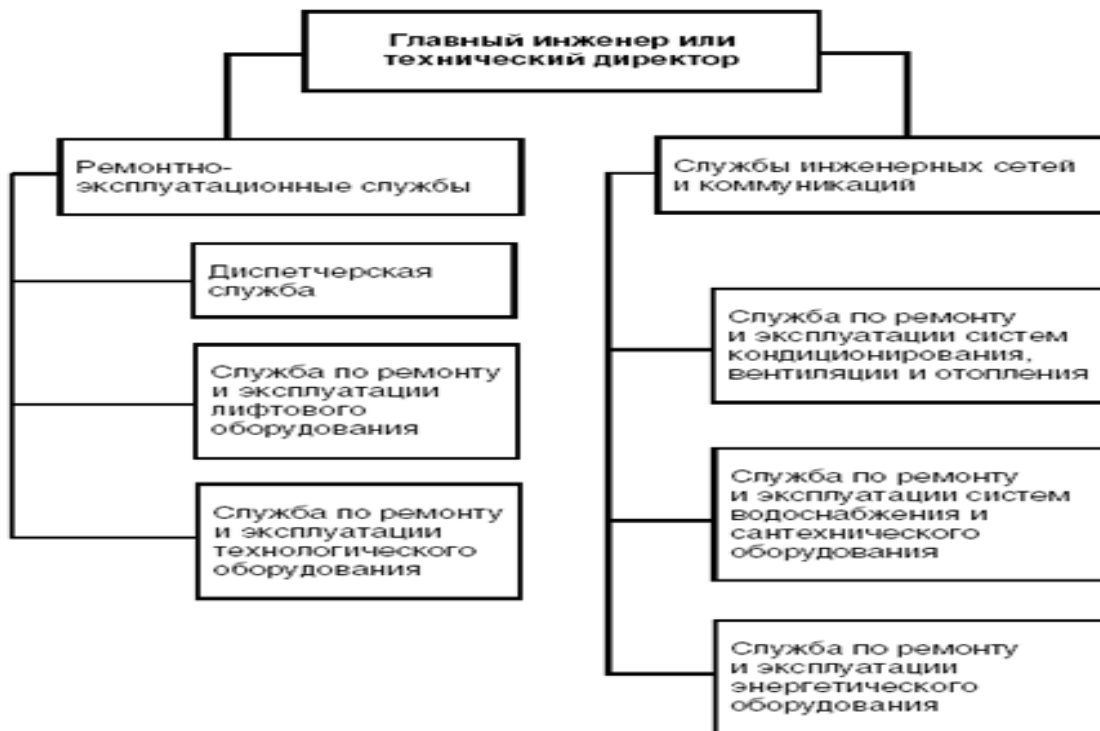 Главный инженер или
технический директор
Ремонтно-
эксплуатационные службы
Диспетчерская
служба
Служба по ремонту
и эксплуатации
лифтового
оборудования
Служба по ремонту
и эксплуатации
технологического
оборудования
Службы инженерных сетей
и коммуникаций
Служба по ремонту
и эксплуатации систем
кондиционирования,
вентиляции и отопления
Служба по ремонту
и эксплуатации систем
водоснабжения и
сантехнического
оборудования
Служба по ремонту
и эксплуатации
энергетического
оборудования